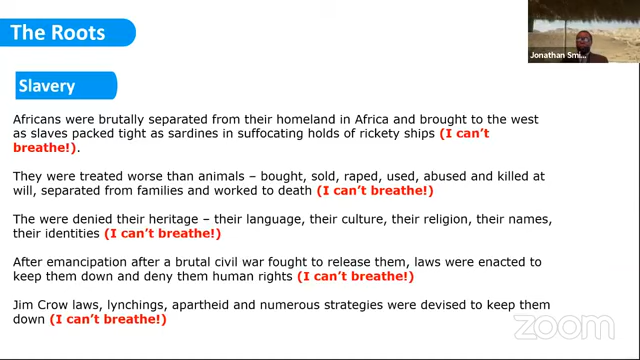 The Roots
Jonathan Smi...
Slavery
Africans were brutally separated from their homeland in Africa and brought to the west
as slaves packed tight as sardines in suffocating holds of rickety ships (I can't
breathe!).
They were treated worse than animals – bought, sold, raped, used, abused and killed at
will, separated from families and worked to death (I can't breathe!)
The were denied their heritage – their language, their culture, their religion, their names,
their identities (I can't breathe!)
After emancipation after a brutal civil war fought to release them, laws were enacted to
keep them down and deny them human rights (I can't breathe!)
Jim Crow laws, lynchings, apartheid and numerous strategies were devised to keep them
down (I can't breathe!)
zoom